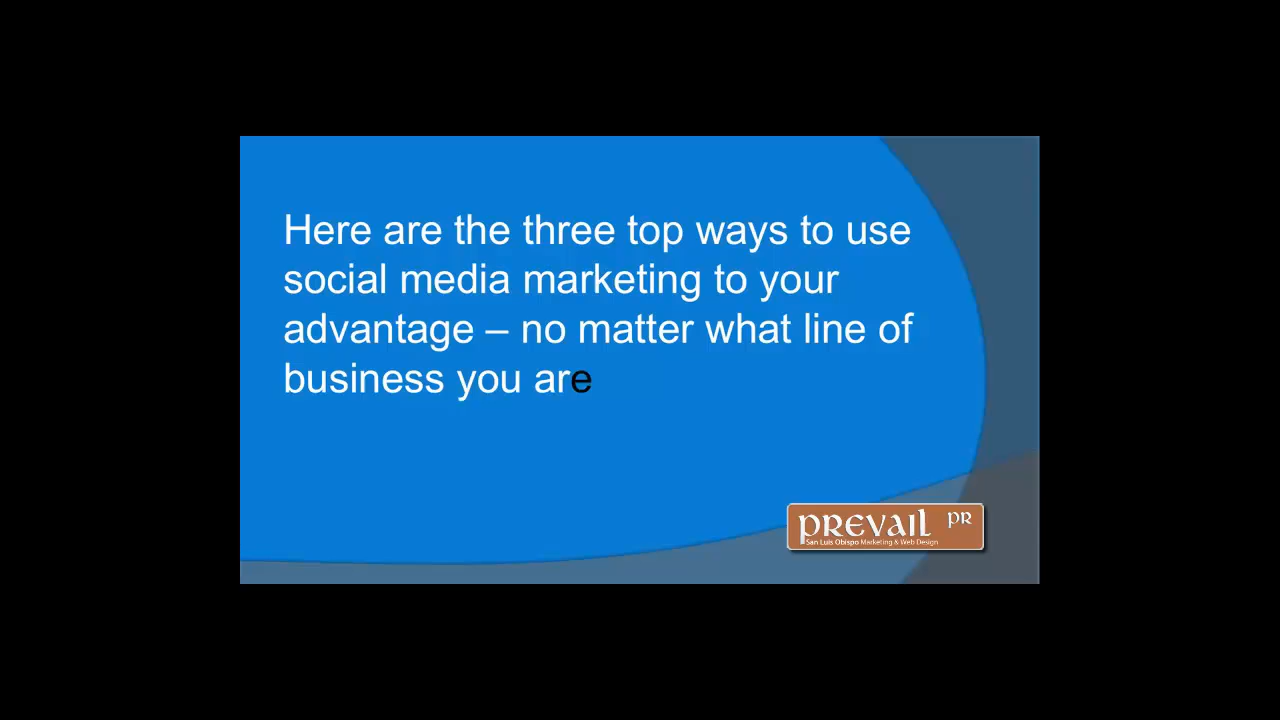 Here are the three top ways to use
social media marketing to your
advantage – no matter what line of
business you are
PREVAIL PR
San Luis Obispo Marketing & Web Design